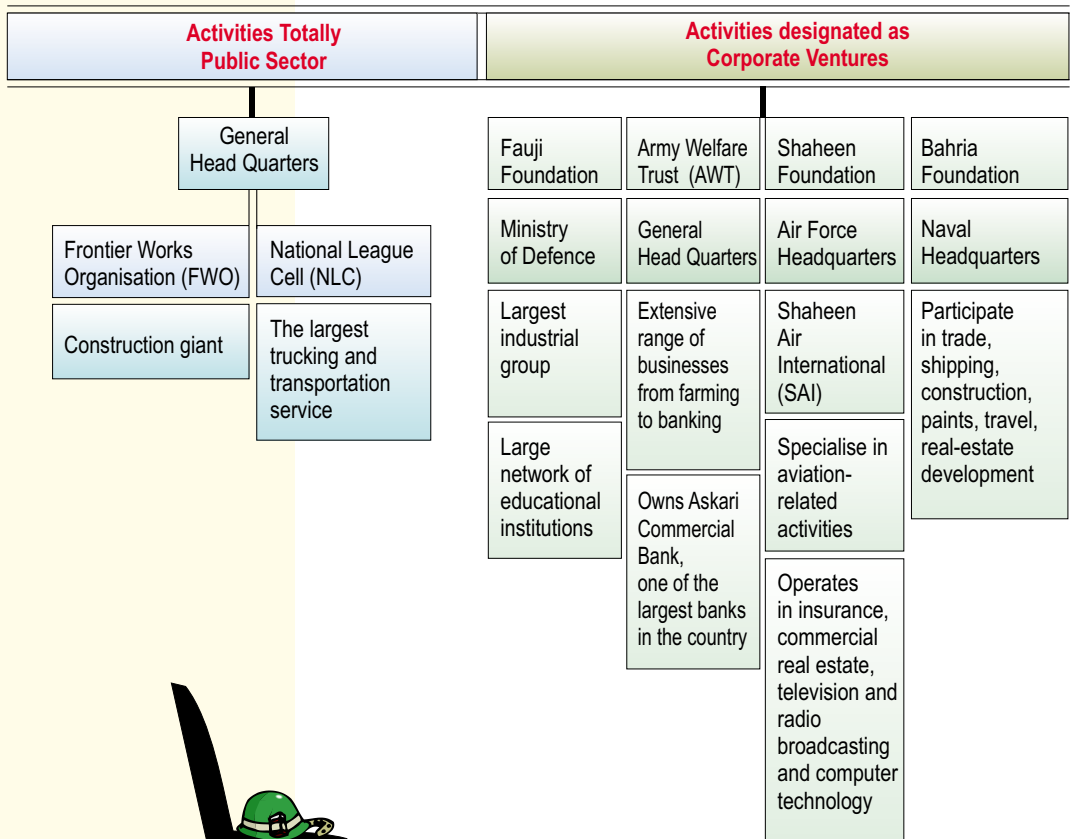 Activities Totally
Public Sector
Activities designated as
Corporate Ventures
General
Head Quarters
Frontier Works
Organisation (FWO)
National League
Cell (NLC)
Construction giant
The largest
trucking and
transportation
service
Fauji
Foundation
Ministry
of Defence
Largest
industrial
group
Large
network of
educational
institutions
Army Welfare
Trust (AWT)
General
Head Quarters
Extensive
range of
businesses
from farming
to banking
Owns Askari
Commercial
Bank,
one of the
largest banks
in the country
Shaheen
Foundation
Air Force
Headquarters
Shaheen
Air
International
(SAI)
Specialise in
aviation-
related
activities
Operates
in insurance,
commercial
real estate,
television and
radio
broadcasting
and computer
technology
Bahria
Foundation
Naval
Headquarters
Participate
in trade,
shipping,
construction,
paints, travel,
real-estate
development